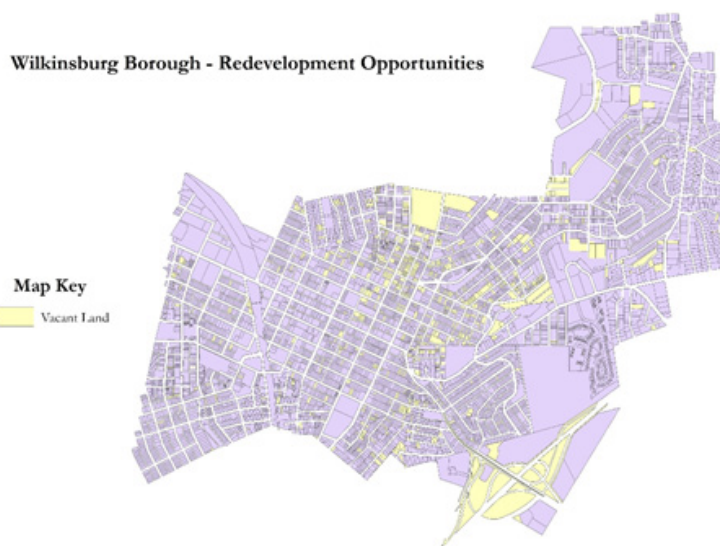 Wilkinsburg Borough - Redevelopment Opportunities
Map Key
Vacant Land